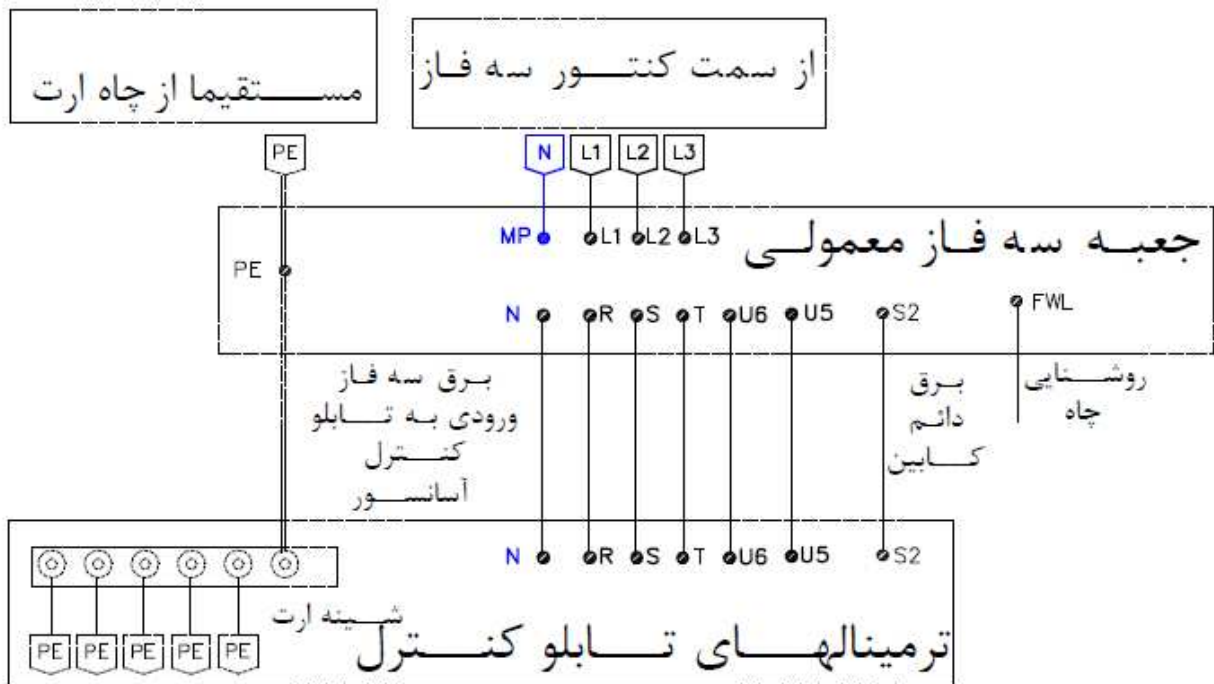 مستقیما از چاه ارت
از سمت کنتور سه فاز
PE
N L1 L2 L3
MP L1 L2 L3
جعبه سه فاز معمولی
PE
N R S T U6 U5 S2 FWL
برق سه فاز
ورودی به تابلو
کنترل
آسانسور
برق
دائم
کابین
روشنایی
چاه
N R S T U6 U5 S2
شینه ارت
PE PE PE PE PE
ترمینالهای تابلو کنترل